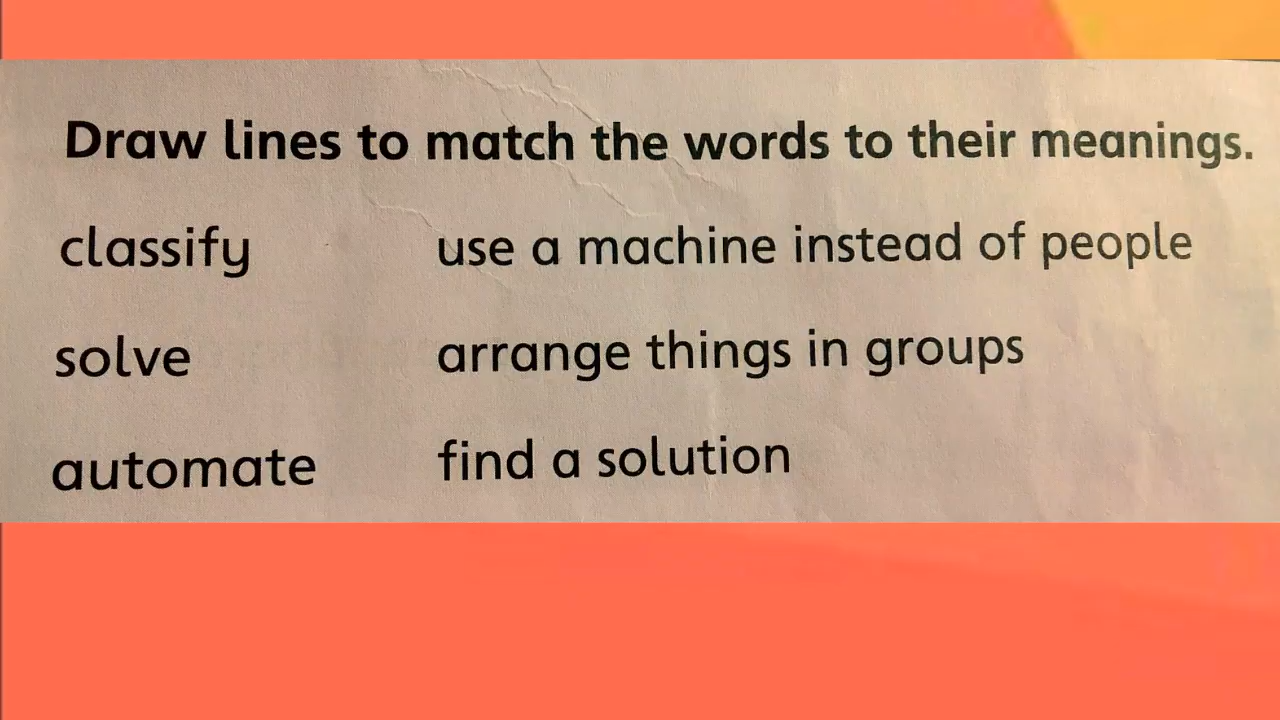 Draw lines to match the words to their meanings.
classify use a machine instead of people
solve arrange things in groups
automate find a solution